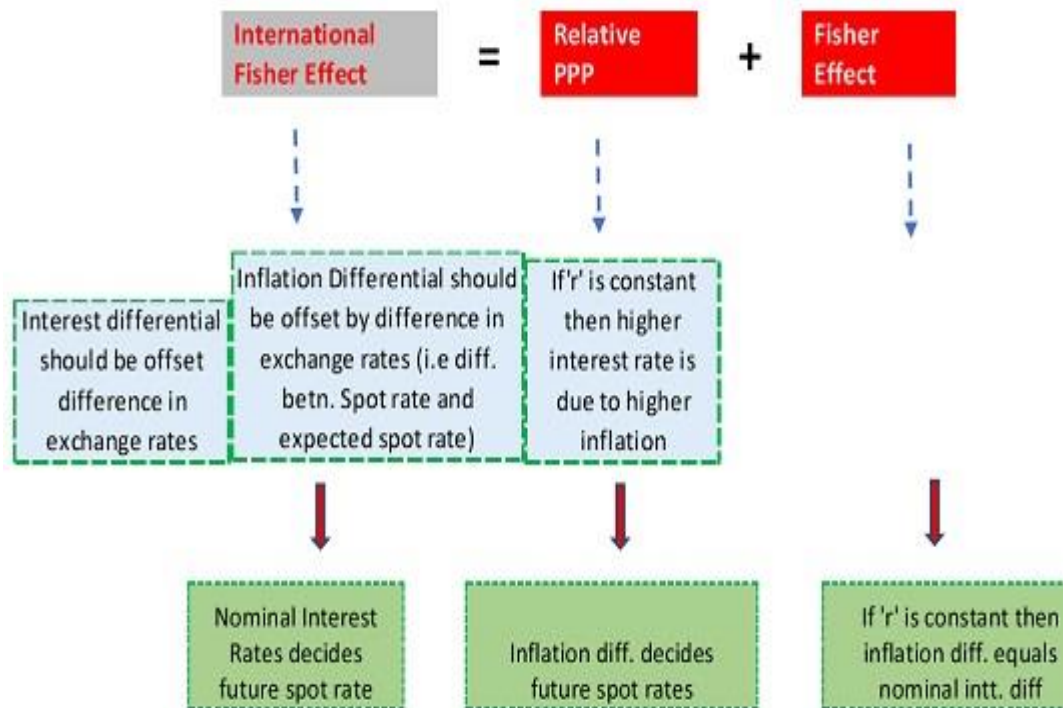 International
Fisher Effect
=
Relative
PPP
+
Fisher
Effect
Interest differential
should be offset
difference in
exchange rates
Inflation Differential should
be offset by difference in
exchange rates (i.e diff.
betn. Spot rate and
expected spot rate)
If'r' is constant
then higher
interest rate is
due to higher
inflation
Nominal Interest
Rates decides
future spot rate
Inflation diff. decides
future spot rates
If 'r' is constant then
inflation diff. equals
nominal intt. diff